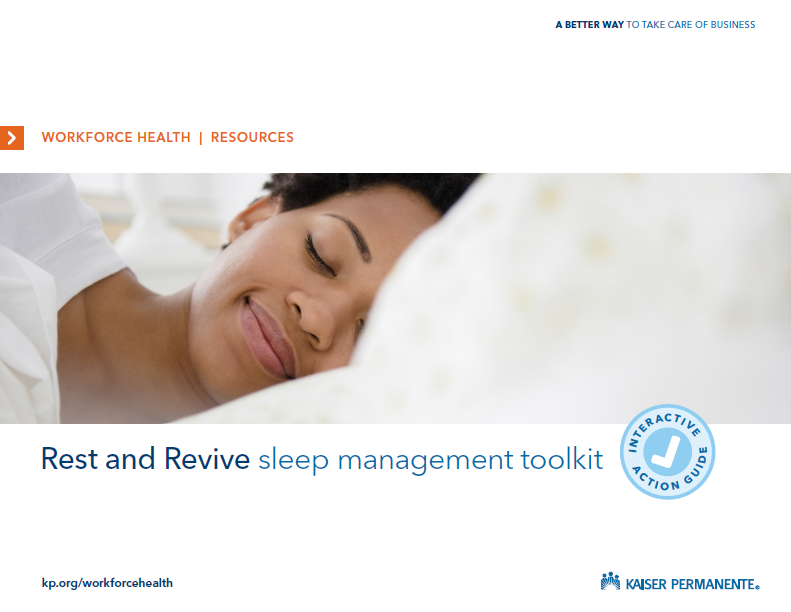 A BETTER WAY TO TAKE CARE OF BUSINESS
WORKFORCE HEALTH | RESOURCES
Rest and Revive sleep management toolkit
INTERACTIVE
ACTION GUIDE
kp.org/workforcehealth
KAISER PERMANENTE®